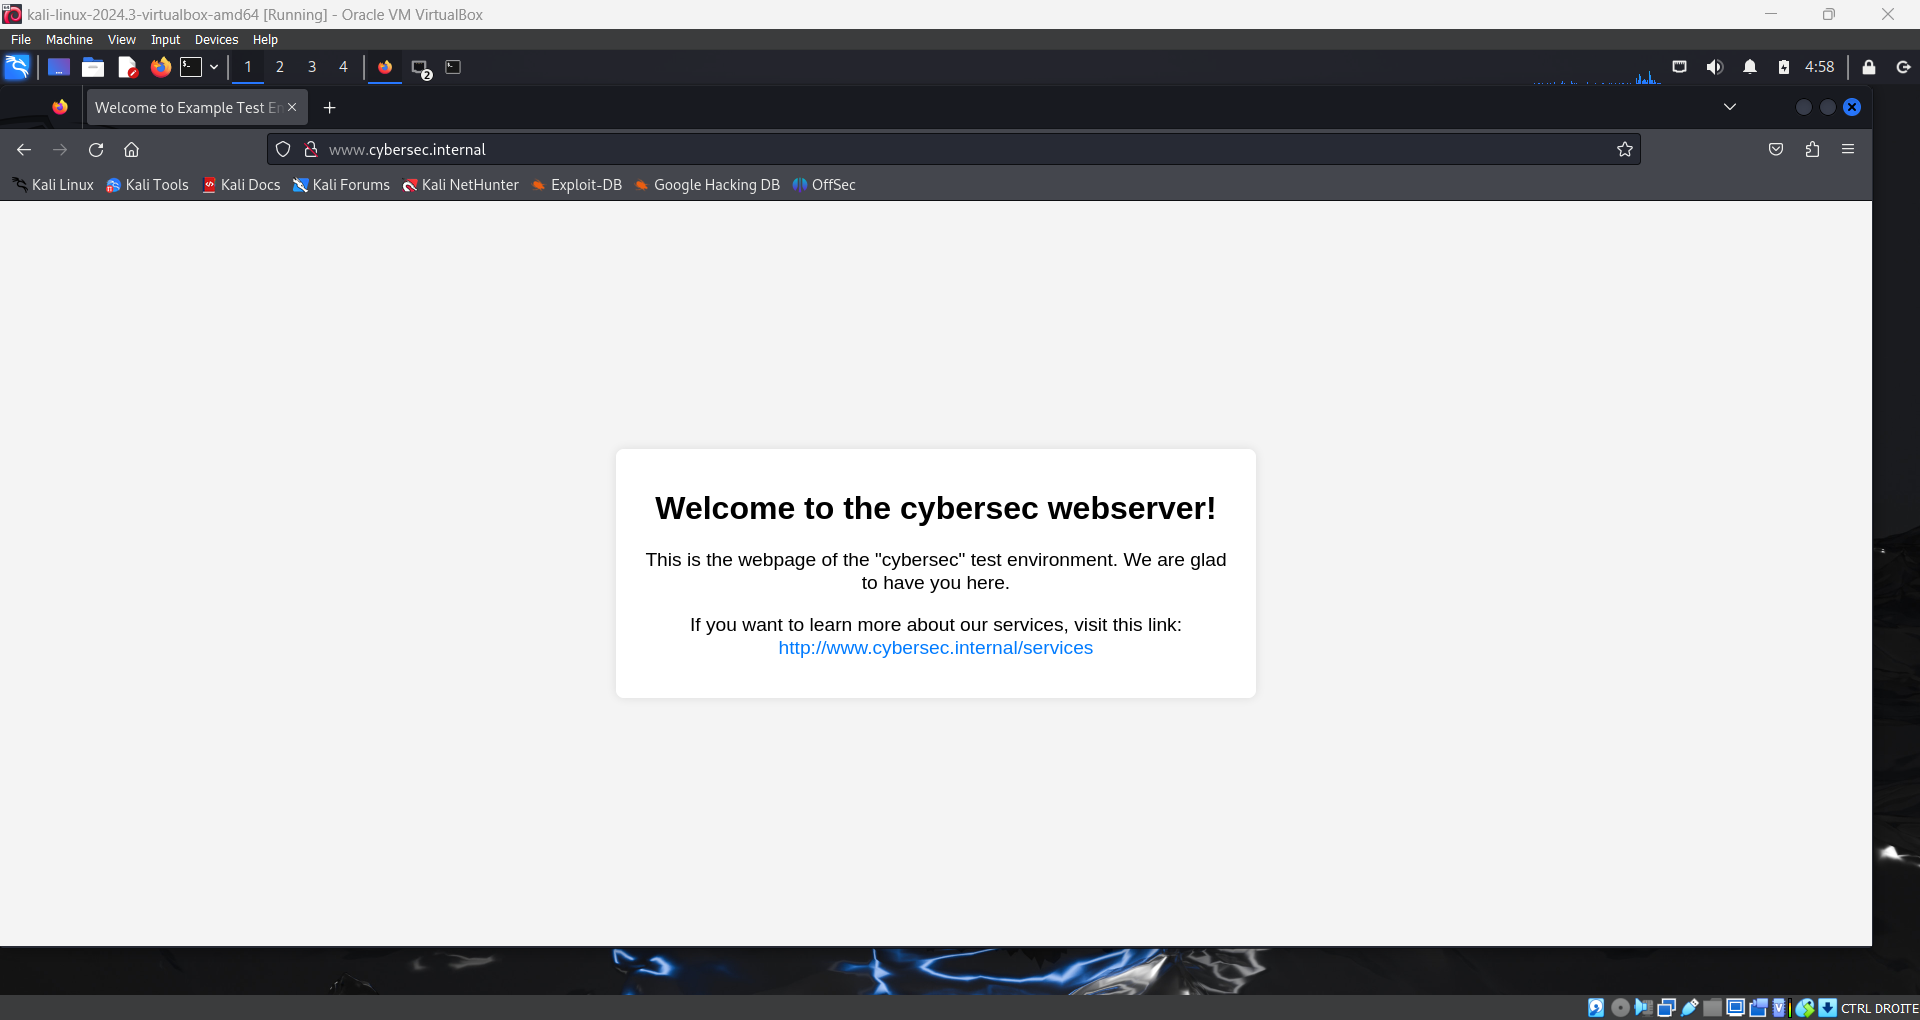 kali-linux-2024.3-virtualbox-amd64 [Running] - Oracle VM VirtualBox
File Machine View Input Devices Help
1 2 3 4 2 4:58
Welcome to Example Test En
www.cybersec.internal
Kali Linux Kali Tools Kali Docs Kali Forums Kali NetHunter Exploit-DB Google Hacking DB OffSec
Welcome to the cybersec webserver!
This is the webpage of the "cybersec" test environment. We are glad
to have you here.
If you want to learn more about our services, visit this link:
http://www.cybersec.internal/services
CTRL DROITE